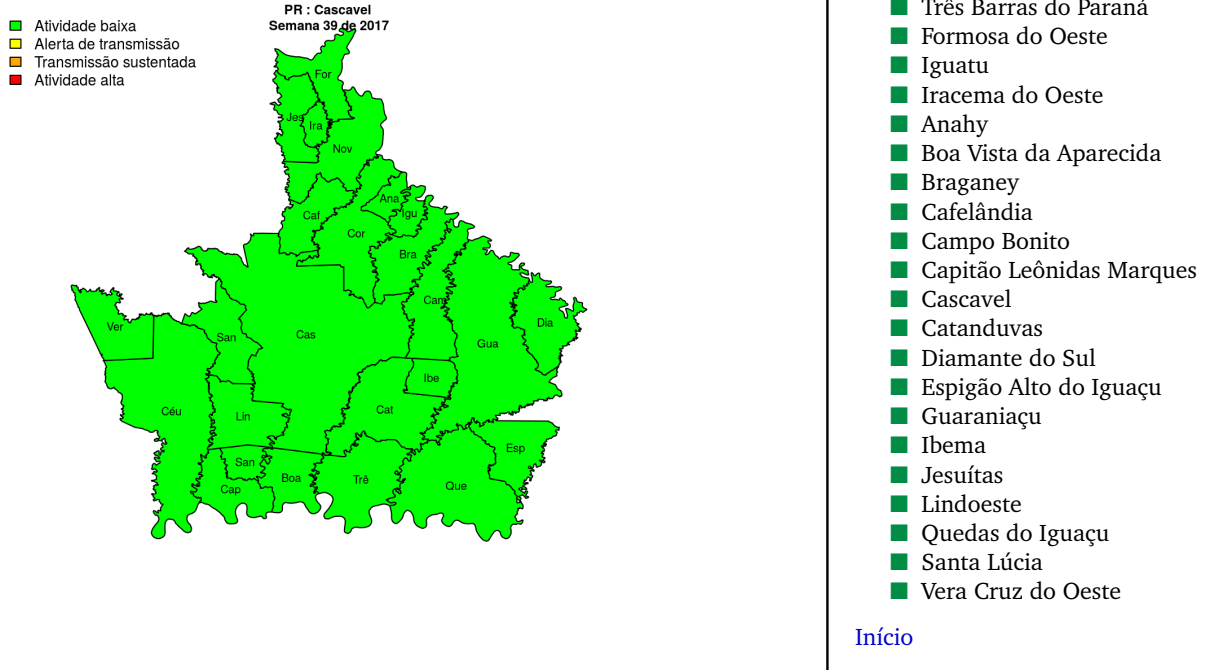 PR : Cascavel
Semana 39 de 2017
Atividade baixa
Alerta de transmissão
Transmissão sustentada
Atividade alta
For
Jes
Ira
Nov
Ana
Igu
Caf
Cor
Bra
Cam
Ver
San
Cas
Gua
Dia
Ibe
Céu
Lin
Cat
San
Cap
Boa
Trê
Que
Esp
Três Barras do Paraná
Formosa do Oeste
Iguatu
Iracema do Oeste
Anahy
Boa Vista da Aparecida
Braganey
Cafelândia
Campo Bonito
Capitão Leônidas Marques
Cascavel
Catanduvas
Diamante do Sul
Espigão Alto do Iguaçu
Guaraniaçu
Ibema
Jesuítas
Lindoeste
Quedas do Iguaçu
Santa Lúcia
Vera Cruz do Oeste
Início